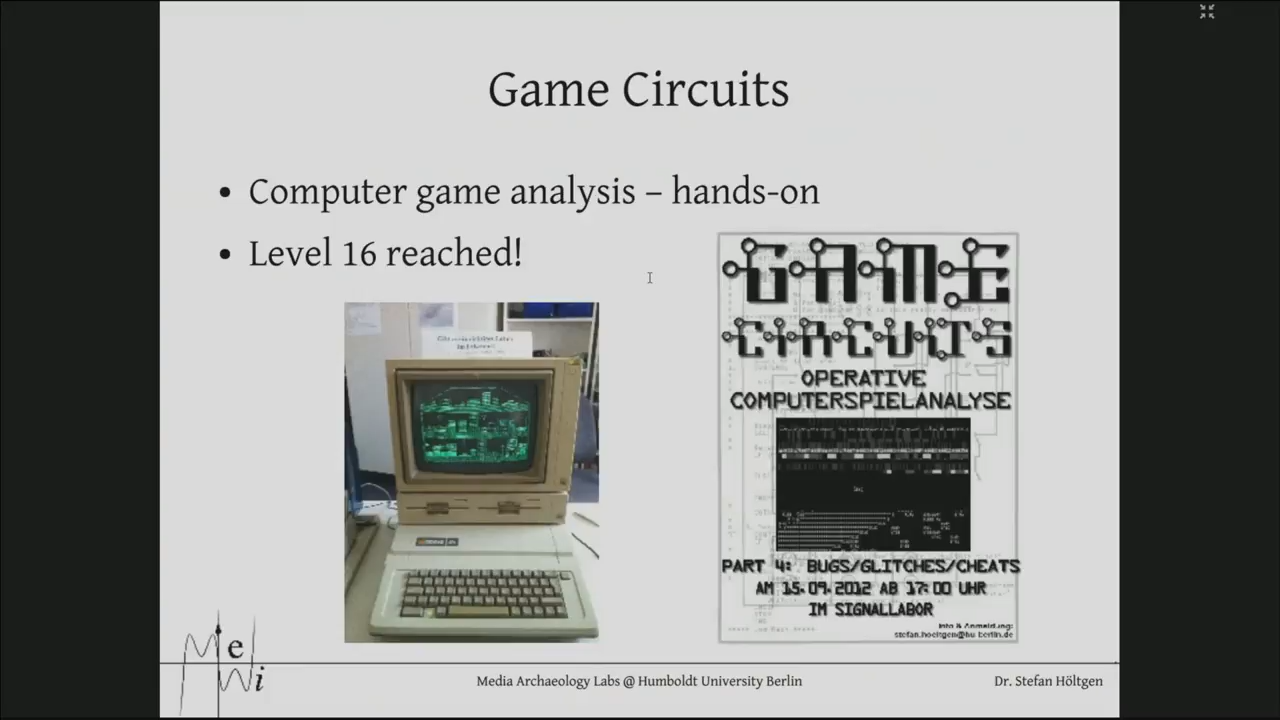 Game Circuits
• Computer game analysis – hands-on
• Level 16 reached!
GAME
CIRCUITS
OPERATIVE
COMPUTERSPIELANALYSE
PART 4: BUGS/GLITCHES/CHEATS
AM 15.09.2012 AB 17:00 UHR
IM SIGNALLABOR
Info & Anmeldung:
stefan.hoeltgen@hu-berlin.de
MeWi
Media Archaeology Labs @ Humboldt University Berlin
Dr. Stefan Höltgen